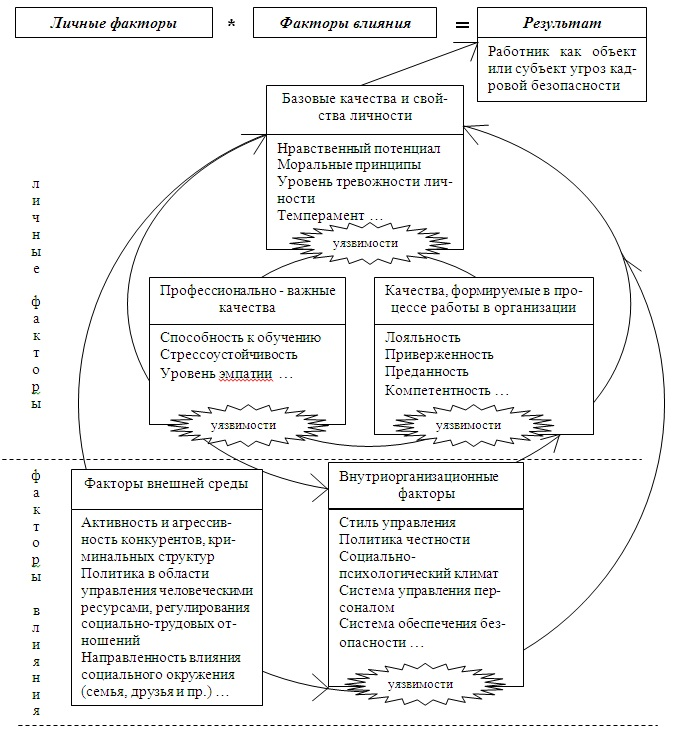 Личные факторы * Факторы влияния = Результат
Работник как объект
или субъект угроз кад-
ровой безопасности
Базовые качества и свой-
ства личности
Нравственный потенциал
Моральные принципы
Уровень тревожности лич-
ности
Темперамент …
уязвимости
личные факторы
Профессионально - важные
качества
Способность к обучению
Стрессоустойчивость
Уровень эмпатии …
уязвимости
Качества, формируемые в про-
цессе работы в организации
Лояльность
Приверженность
Преданность
Компетентность …
уязвимости
факторы влияния
Факторы внешней среды
Активность и агрессив-
ность конкурентов, кри-
минальных структур
Политика в области
управления человеческими
ресурсами, регулирования
социально-трудовых от-
ношений
Направленность влияния
социального окружения
(семья, друзья и пр.) …
Внутриорганизационные
факторы
Стиль управления
Политика честности
Социально-
психологический климат
Система управления пер-
соналом
Система обеспечения без-
опасности …
уязвимости